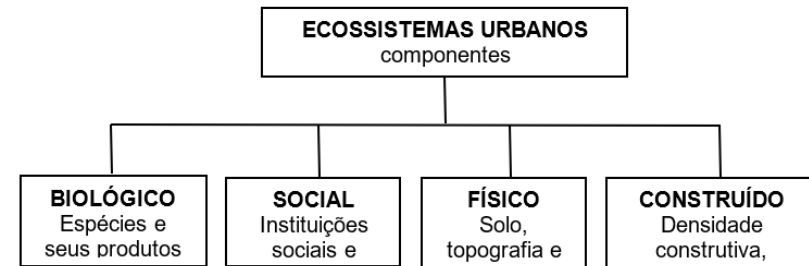 ECOSSISTEMAS URBANOS
componentes
BIOLÓGICO
Espécies e
seus produtos
SOCIAL
Instituições
sociais e
FÍSICO
Solo,
topografia e
CONSTRUÍDO
Densidade
construtiva,